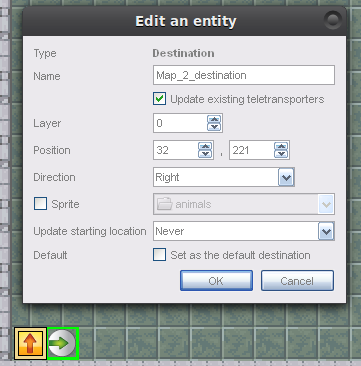 Edit an entity
Type Destination
Name Map_2_destination
Update existing teletransporters
Layer 0
Position 32 , 221
Direction Right
Sprite animals
Update starting location Never
Default Set as the default destination
OK Cancel